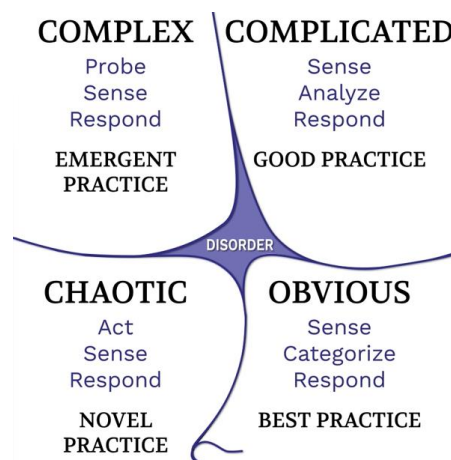 COMPLEX
Probe
Sense
Respond
EMERGENT
PRACTICE
COMPLICATED
Sense
Analyze
Respond
GOOD PRACTICE
DISORDER
CHAOTIC
Act
Sense
Respond
NOVEL
PRACTICE
OBVIOUS
Sense
Categorize
Respond
BEST PRACTICE